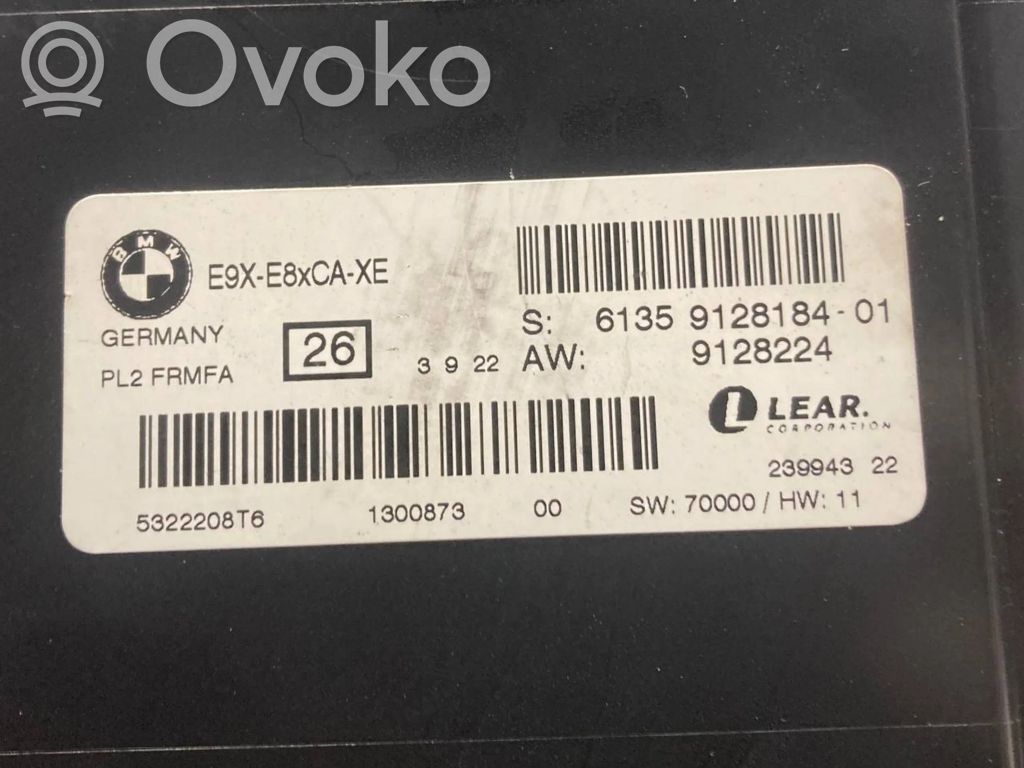 Ovoko
BMW
E9X-E8xCA-XE
GERMANY
PL2 FRMFA
26
3 9 22
S: 6135 9128184-01
AW: 9128224
LEAR.
CORPORATION
239943 22
5322208T6 1300873 00 SW: 70000 / HW: 11